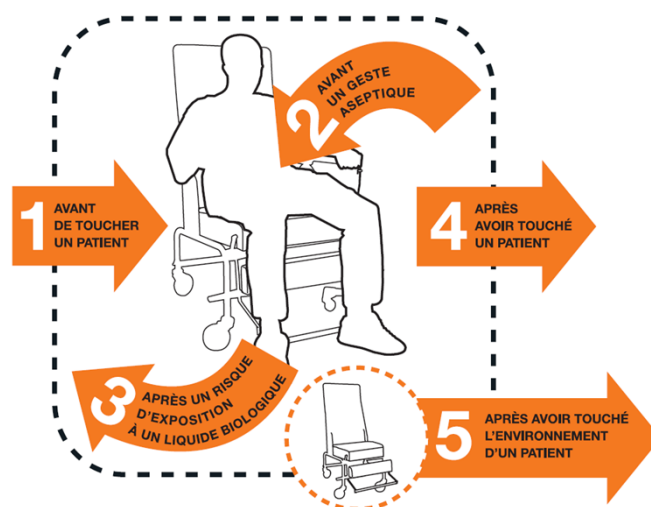 1
AVANT
DE TOUCHER
UN PATIENT
2
AVANT
UN GESTE
ASEPTIQUE
3
APRÈS UN RISQUE
D'EXPOSITION
À UN LIQUIDE BIOLOGIQUE
4
APRÈS
AVOIR TOUCHÉ
UN PATIENT
5
APRÈS AVOIR TOUCHÉ
L'ENVIRONNEMENT
D'UN PATIENT